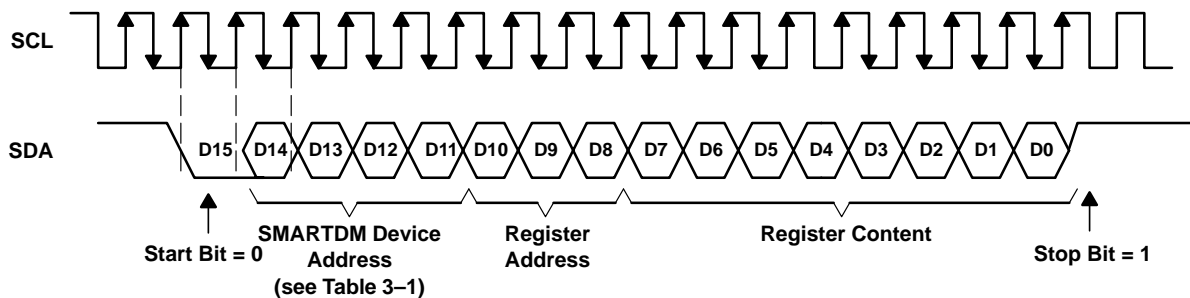 SCL
SDA
D15
D14
D13
D12
D11
D10
D9
D8
D7
D6
D5
D4
D3
D2
D1
D0
Start Bit = 0
SMARTDM Device
Address
(see Table 3–1)
Register
Address
Register Content
Stop Bit = 1